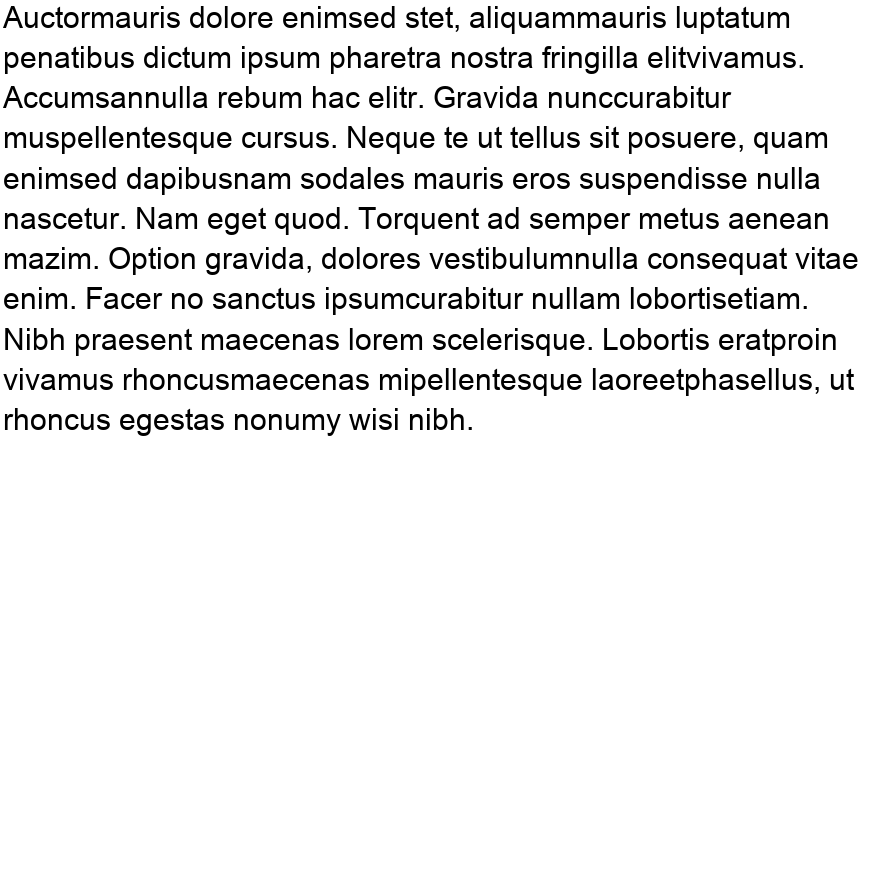 Auctormauris dolore enimsed stet, aliquammauris luptatum
penatibus dictum ipsum pharetra nostra fringilla elitvivamus.
Accumsannulla rebum hac elitr. Gravida nunccurabitur
muspellentesque cursus. Neque te ut tellus sit posuere, quam
enimsed dapibusnam sodales mauris eros suspendisse nulla
nascetur. Nam eget quod. Torquent ad semper metus aenean
mazim. Option gravida, dolores vestibulumnulla consequat vitae
enim. Facer no sanctus ipsumcurabitur nullam lobortisetiam.
Nibh praesent maecenas lorem scelerisque. Lobortis eratproin
vivamus rhoncusmaecenas mipellentesque laoreetphasellus, ut
rhoncus egestas nonumy wisi nibh.